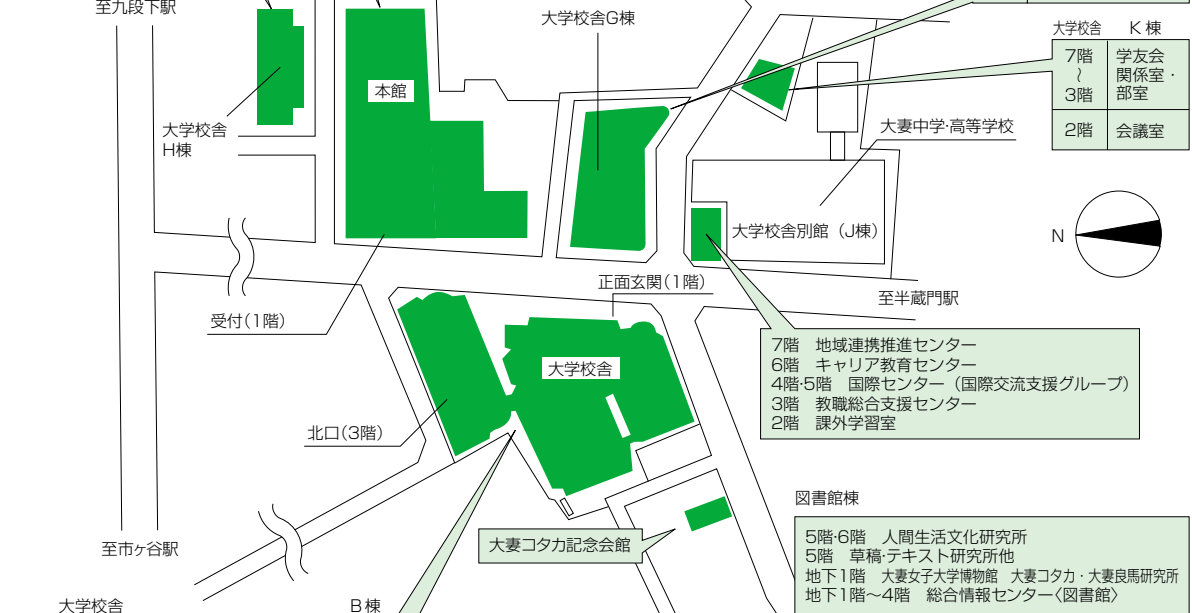 至九段下駅
大学校舎G棟
大学校舎 K棟
7階
〜
3階
学友会
関係室・
部室
2階 会議室
本館
大学校舎
H棟
大妻中学・高等学校
大学校舎別館（J棟）
N
正面玄関（1階）
至半蔵門駅
受付（1階）
7階 地域連携推進センター
6階 キャリア教育センター
4階・5階 国際センター（国際交流支援グループ）
3階 教職総合支援センター
2階 課外学習室
大学校舎
北口（3階）
図書館棟
5階・6階 人間生活文化研究所
5階 草稿・テキスト研究所他
地下1階 大妻女子大学博物館 大妻コタカ・大妻良馬研究所
地下1階〜4階 総合情報センター〈図書館〉
大妻コタカ記念会館
至市ヶ谷駅
大学校舎
B棟